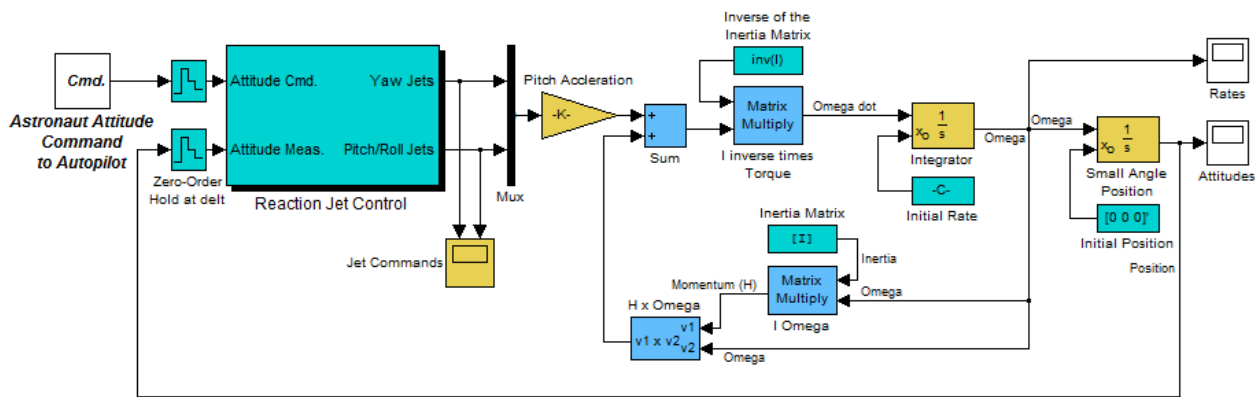 Cmd.
Astronaut Attitude
Command
to Autopilot
Zero-Order
Hold at delt
Attitude Cmd.
Yaw Jets
Attitude Meas.
Pitch/Roll Jets
Reaction Jet Control
Jet Commands
Mux
Pitch Accleration
-K-
+
+
Sum
Inverse of the
Inertia Matrix
inv(I)
Matrix
Multiply
I inverse times
Torque
Omega dot
1
s
xo
Integrator
Omega
-C-
Initial Rate
Omega
1
s
xo
Small Angle
Position
[0 0 0]'
Initial Position
Position
Rates
Attitudes
Inertia Matrix
[I]
Inertia
Matrix
Multiply
I Omega
Omega
Momentum (H)
H x Omega
v1
v1 x v2
v2
Omega